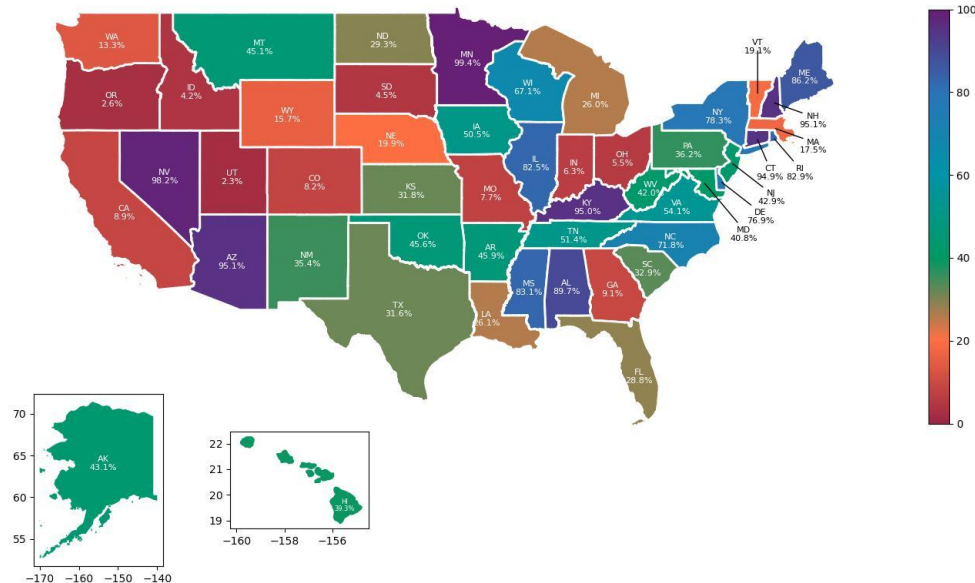 WA
13.3%
OR
2.6%
CA
8.9%
ID
4.2%
NV
98.2%
MT
45.1%
WY
15.7%
UT
2.3%
AZ
95.1%
CO
8.2%
NM
35.4%
ND
29.3%
SD
4.5%
NE
19.9%
KS
31.8%
OK
45.6%
TX
31.6%
MN
99.4%
IA
50.5%
MO
7.7%
AR
45.9%
LA
26.1%
WI
67.1%
IL
82.5%
MI
26.0%
IN
6.3%
OH
5.5%
KY
95.0%
TN
51.4%
MS
83.1%
AL
89.7%
GA
9.1%
FL
28.8%
SC
32.9%
NC
71.8%
VA
54.1%
WV
42.0%
PA
36.2%
NY
78.3%
VT
19.1%
ME
86.2%
NH
95.1%
MA
17.5%
RI
82.9%
CT
94.9%
NJ
42.9%
DE
76.9%
MD
40.8%
100
80
60
40
20
0
70
65
60
55
AK
43.1%
−170
−160
−150
−140
22
21
20
19
HI
39.3%
−160
−158
−156